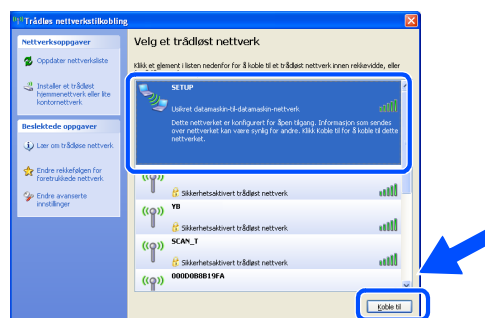 Trådløs nettverkstilkobling
Nettverksoppgaver
Oppdater nettverksliste
Installer et trådløst
hjemmenettverk eller lite
kontornettverk
Beslektede oppgaver
Lær om trådløse nettverk
Endre rekkefølgen for
foretrukkede nettverk
Endre avanserte
innstillinger
Velg et trådløst nettverk
Klikk et element i listen nedenfor for å koble til et trådløst nettverk innen rekkevidde, eller
SETUP
Usikret datamaskin-til-datamaskin-nettverk
Dette nettverket er konfigurert for åpen tilgang. Informasjon som sendes
over nettverket kan være synlig for andre. Klikk Koble til for å koble til dette
nettverket.
Sikkerhetsaktivert trådløst nettverk
YB
Sikkerhetsaktivert trådløst nettverk
SCAN_T
Sikkerhetsaktivert trådløst nettverk
000D0B8B19FA
Koble til